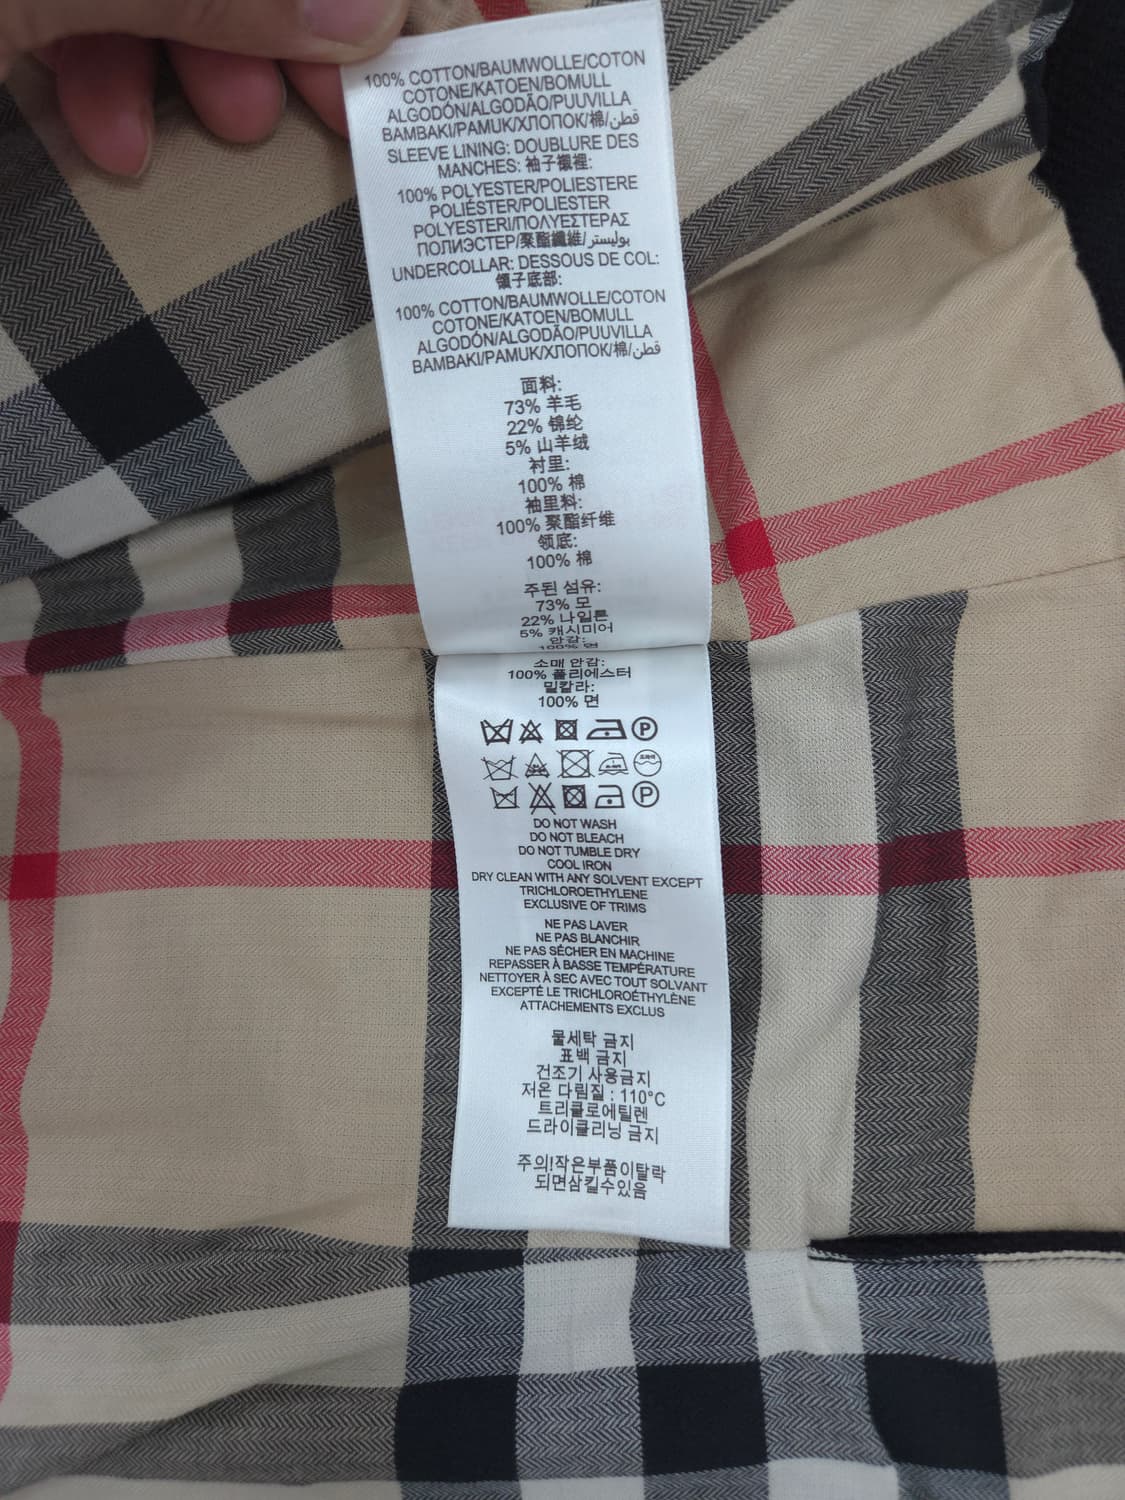 100% COTTON/BAUMWOLLE/COTON
COTONE/KATOEN/BOMULL
ALGODÓN/ALGODÃO/PUUVILLA
BAMBAKI/PAMUK/ХЛОПОК/棉/قطن
SLEEVE LINING: DOUBLURE DES
MANCHES: 袖子襯裡:
100% POLYESTER/POLIESTERE
POLIÉSTER/POLIESTER
POLYESTERI/ΠΟΛΥΕΣΤΕΡΑΣ
ПОЛИЭСТЕР/聚酯纖維/بوليستر
UNDERCOLLAR: DESSOUS DE COL:
領子底部:
100% COTTON/BAUMWOLLE/COTON
COTONE/KATOEN/BOMULL
ALGODÓN/ALGODÃO/PUUVILLA
BAMBAKI/PAMUK/ХЛОПОК/棉/قطن
面料:
73% 羊毛
22% 锦纶
5% 山羊绒
衬里:
100% 棉
袖里料:
100% 聚酯纤维
领底:
100% 棉
주된 섬유:
73% 모
22% 나일론
5% 캐시미어
안감:
100% 면
소매 안감:
100% 폴리에스터
밑칼라:
100% 면
P
P
DO NOT WASH
DO NOT BLEACH
DO NOT TUMBLE DRY
COOL IRON
DRY CLEAN WITH ANY SOLVENT EXCEPT
TRICHLOROETHYLENE
EXCLUSIVE OF TRIMS
NE PAS LAVER
NE PAS BLANCHIR
NE PAS SÉCHER EN MACHINE
REPASSER À BASSE TEMPÉRATURE
NETTOYER À SEC AVEC TOUT SOLVANT
EXCEPTÉ LE TRICHLOROÉTHYLÈNE
ATTACHEMENTS EXCLUS
물세탁 금지
표백 금지
건조기 사용금지
저온 다림질 : 110°C
트리클로에틸렌
드라이클리닝 금지
주의!작은부품이탈락
되면삼킬수있음